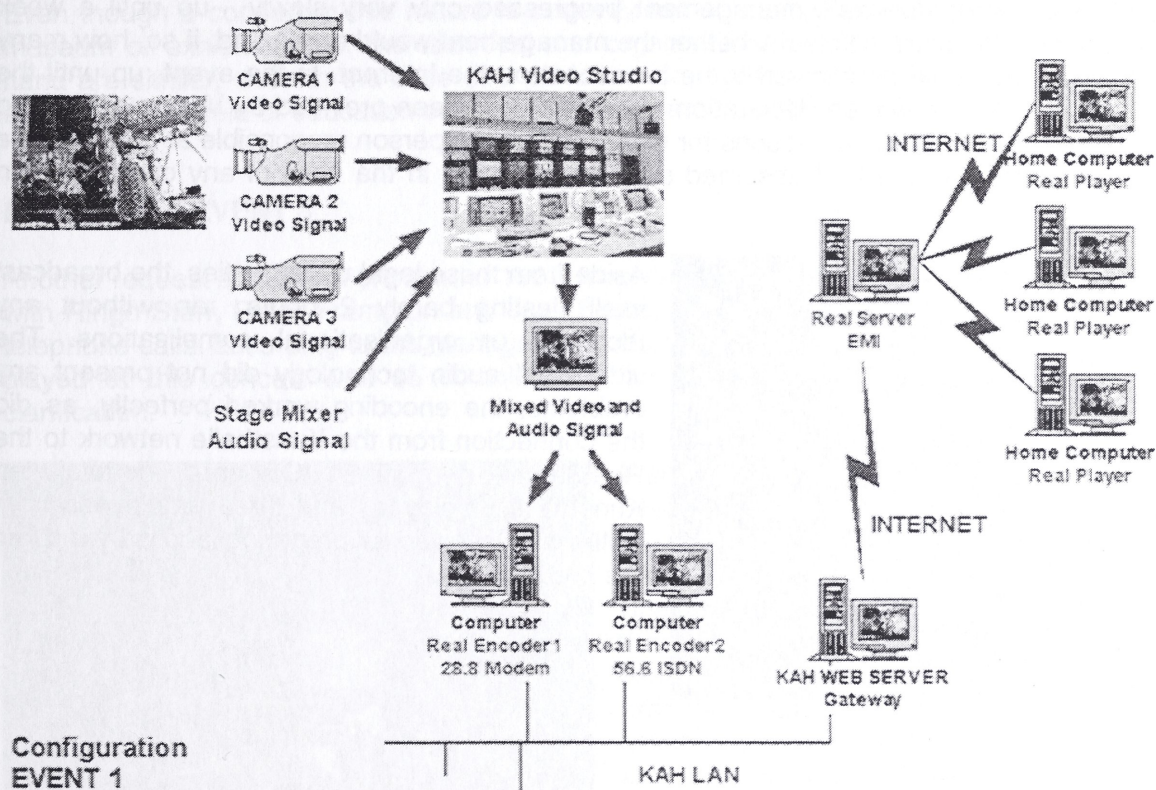 CAMERA 1
Video Signal
CAMERA 2
Video Signal
CAMERA 3
Video Signal
Stage Mixer
Audio Signal
KAH Video Studio
Mixed Video and
Audio Signal
Computer
Real Encoder1
28.8 Modem
Computer
Real Encoder2
56.6 ISDN
INTERNET
Home Computer
Real Player
Home Computer
Real Player
Home Computer
Real Player
Real Server
EMI
INTERNET
KAH WEB SERVER
Gateway
KAH LAN
Configuration
EVENT 1